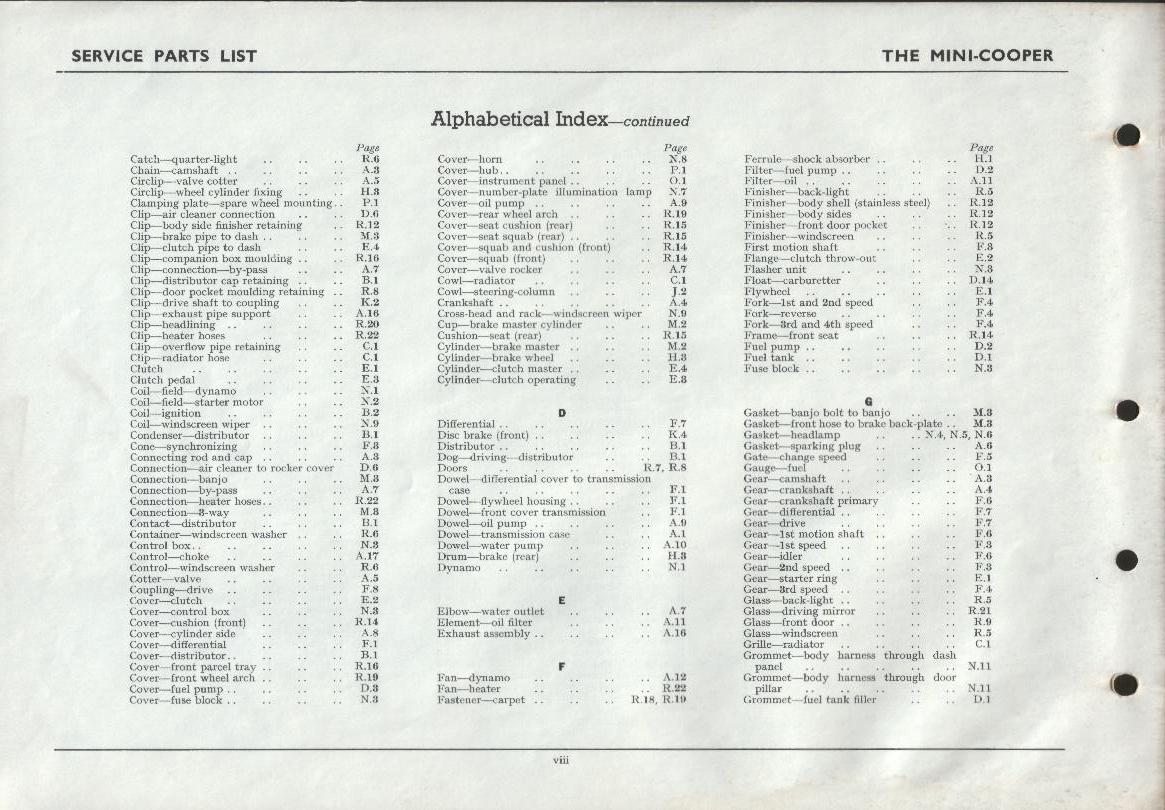 SERVICE PARTS LIST
THE MINI-COOPER
Alphabetical Index—continued
Page
Catch—quarter-light .. .. .. R.6
Chain—camshaft .. .. .. .. A.3
Circlip—valve cotter .. .. .. A.5
Circlip—wheel cylinder fixing .. .. H.3
Clamping plate—spare wheel mounting .. P.1
Clip—air cleaner connection .. .. D.6
Clip—body side finisher retaining .. R.12
Clip—brake pipe to dash .. .. .. M.3
Clip—clutch pipe to dash .. .. E.4
Clip—companion box moulding .. .. R.16
Clip—connection—by-pass .. .. A.7
Clip—distributor cap retaining .. .. B.1
Clip—door pocket moulding retaining .. R.8
Clip—drive shaft to coupling .. .. K.2
Clip—exhaust pipe support .. .. A.16
Clip—headlining .. .. .. .. R.20
Clip—heater hoses .. .. .. R.22
Clip—overflow pipe retaining .. .. C.1
Clip—radiator hose .. .. .. C.1
Clutch .. .. .. .. .. E.1
Clutch pedal .. .. .. .. E.3
Coil—field—dynamo .. .. .. N.1
Coil—field—starter motor .. .. N.2
Coil—ignition .. .. .. .. B.2
Coil—windscreen wiper .. .. .. N.9
Condenser—distributor .. .. .. B.1
Cone—synchronizing .. .. .. F.3
Connecting rod and cap .. .. .. A.3
Connection—air cleaner to rocker cover D.6
Connection—banjo .. .. .. M.3
Connection—by-pass .. .. .. A.7
Connection—heater hoses .. .. .. R.22
Connection—3-way .. .. .. M.3
Contact—distributor .. .. .. B.1
Container—windscreen washer .. .. R.6
Control box .. .. .. .. .. N.3
Control—choke .. .. .. .. A.17
Control—windscreen washer .. .. R.6
Cotter—valve .. .. .. .. A.5
Coupling—drive .. .. .. .. F.8
Cover—clutch .. .. .. .. E.2
Cover—control box .. .. .. N.3
Cover—cushion (front) .. .. .. R.14
Cover—cylinder side .. .. .. A.8
Cover—differential .. .. .. F.1
Cover—distributor .. .. .. .. B.1
Cover—front parcel tray .. .. .. R.16
Cover—front wheel arch .. .. .. R.19
Cover—fuel pump .. .. .. .. D.3
Cover—fuse block .. .. .. .. N.3
Page
Cover—horn .. .. .. .. N.8
Cover—hub .. .. .. .. .. P.1
Cover—instrument panel .. .. .. O.1
Cover—number-plate illumination lamp N.7
Cover—oil pump .. .. .. .. A.9
Cover—rear wheel arch .. .. .. R.19
Cover—seat cushion (rear) .. .. R.15
Cover—seat squab (rear) .. .. .. R.15
Cover—squab and cushion (front) .. R.14
Cover—squab (front) .. .. .. R.14
Cover—valve rocker .. .. .. A.7
Cowl—radiator .. .. .. .. C.1
Cowl—steering-column .. .. .. J.2
Crankshaft .. .. .. .. .. A.4
Cross-head and rack—windscreen wiper N.9
Cup—brake master cylinder .. .. M.2
Cushion—seat (rear) .. .. .. R.15
Cylinder—brake master .. .. .. M.2
Cylinder—brake wheel .. .. .. H.3
Cylinder—clutch master .. .. .. E.4
Cylinder—clutch operating .. .. E.3
D
Differential .. .. .. .. .. F.7
Disc brake (front) .. .. .. .. K.4
Distributor .. .. .. .. .. B.1
Dog—driving—distributor .. .. B.1
Doors .. .. .. .. R.7, R.8
Dowel—differential cover to transmission
case .. .. .. .. .. F.1
Dowel—flywheel housing .. .. .. F.1
Dowel—front cover transmission .. F.1
Dowel—oil pump .. .. .. .. A.9
Dowel—transmission case .. .. A.1
Dowel—water pump .. .. .. A.10
Drum—brake (rear) .. .. .. H.3
Dynamo .. .. .. .. .. N.1
E
Elbow—water outlet .. .. .. A.7
Element—oil filter .. .. .. A.11
Exhaust assembly .. .. .. .. A.16
F
Fan—dynamo .. .. .. .. A.12
Fan—heater .. .. .. .. R.22
Fastener—carpet .. .. .. R.18, R.19
Page
Ferrule—shock absorber .. .. .. H.1
Filter—fuel pump .. .. .. .. D.2
Filter—oil .. .. .. .. .. A.11
Finisher—back-light .. .. .. R.5
Finisher—body shell (stainless steel) .. R.12
Finisher—body sides .. .. .. R.12
Finisher—front door pocket .. .. R.12
Finisher—windscreen .. .. .. R.5
First motion shaft .. .. .. F.3
Flange—clutch throw-out .. .. E.2
Flasher unit .. .. .. .. N.3
Float—carburetter .. .. .. D.14
Flywheel .. .. .. .. .. E.1
Fork—1st and 2nd speed .. .. .. F.4
Fork—reverse .. .. .. .. F.4
Fork—3rd and 4th speed .. .. .. F.4
Frame—front seat .. .. .. R.14
Fuel pump .. .. .. .. .. D.2
Fuel tank .. .. .. .. .. D.1
Fuse block .. .. .. .. .. N.3
G
Gasket—banjo bolt to banjo .. .. M.3
Gasket—front hose to brake back-plate .. M.3
Gasket—headlamp .. .. N.4, N.5, N.6
Gasket—sparking plug .. .. .. A.6
Gate—change speed .. .. .. F.5
Gauge—fuel .. .. .. .. O.1
Gear—camshaft .. .. .. .. A.3
Gear—crankshaft .. .. .. .. A.4
Gear—crankshaft primary .. .. F.6
Gear—differential .. .. .. .. F.7
Gear—drive .. .. .. .. F.7
Gear—1st motion shaft .. .. .. F.6
Gear—1st speed .. .. .. .. F.3
Gear—idler .. .. .. .. F.6
Gear—2nd speed .. .. .. .. F.3
Gear—starter ring .. .. .. E.1
Gear—3rd speed .. .. .. .. F.4
Glass—back-light .. .. .. .. R.5
Glass—driving mirror .. .. .. R.21
Glass—front door .. .. .. .. R.9
Glass—windscreen .. .. .. R.5
Grille—radiator .. .. .. .. C.1
Grommet—body harness through dash
panel .. .. .. .. .. N.11
Grommet—body harness through door
pillar .. .. .. .. .. N.11
Grommet—fuel tank filler .. .. D.1
viii